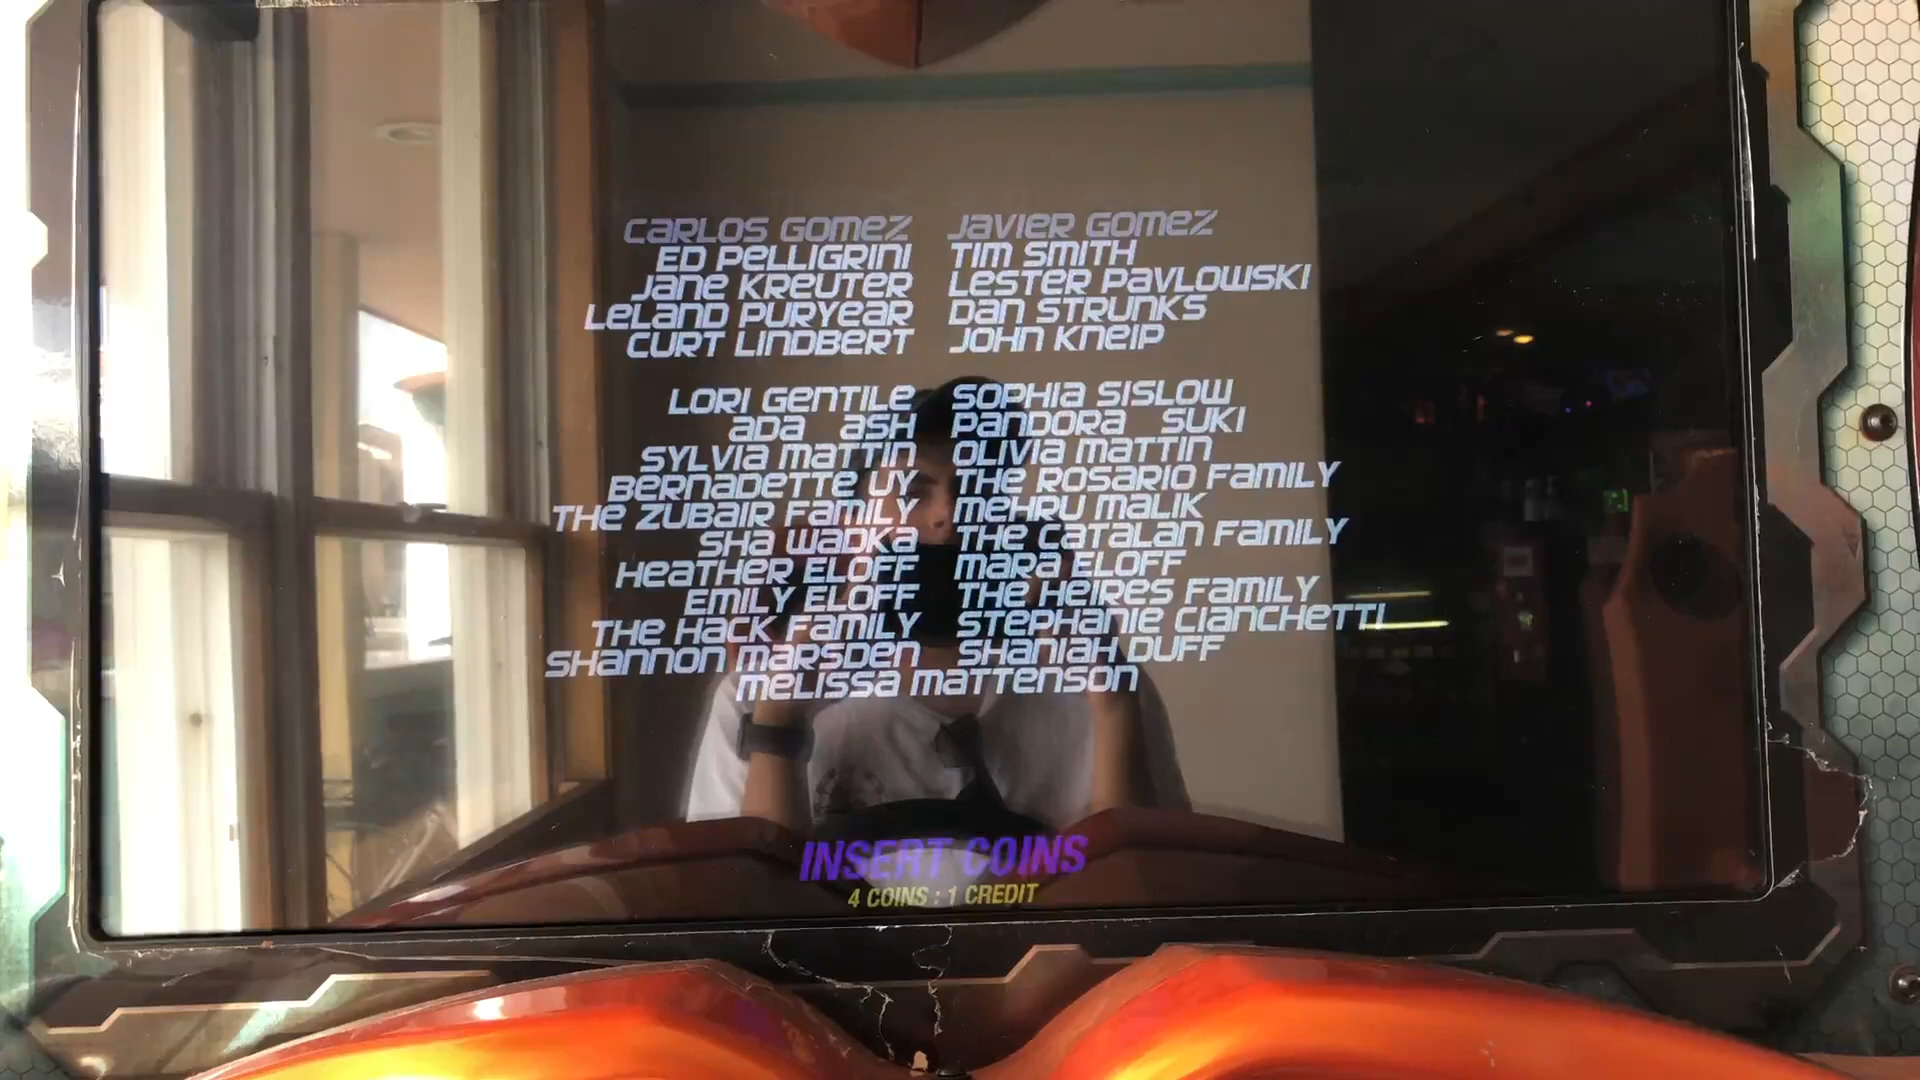 CARLOS GOMEZ JAVIER GOMEZ
ED PELLIGRINI TIM SMITH
JANE KREUTER LESTER PAVLOWSKI
LELAND PURYEAR DAN STRUNKS
CURT LINDBERT JOHN KNEIP
LORI GENTILE SOPHIA SISLOW
ADA ASH PANDORA SUKI
SYLVIA MATTIN OLIVIA MATTIN
BERNADETTE UY THE ROSARIO FAMILY
THE ZUBAIR FAMILY MEHRU MALIK
SHA WADKA THE CATALAN FAMILY
HEATHER ELOFF MARA ELOFF
EMILY ELOFF THE HEIRES FAMILY
THE HACK FAMILY STEPHANIE CIANCHETTI
SHANNON MARSDEN SHANIAH DUFF
MELISSA MATTENSON
INSERT COINS
4 COINS : 1 CREDIT